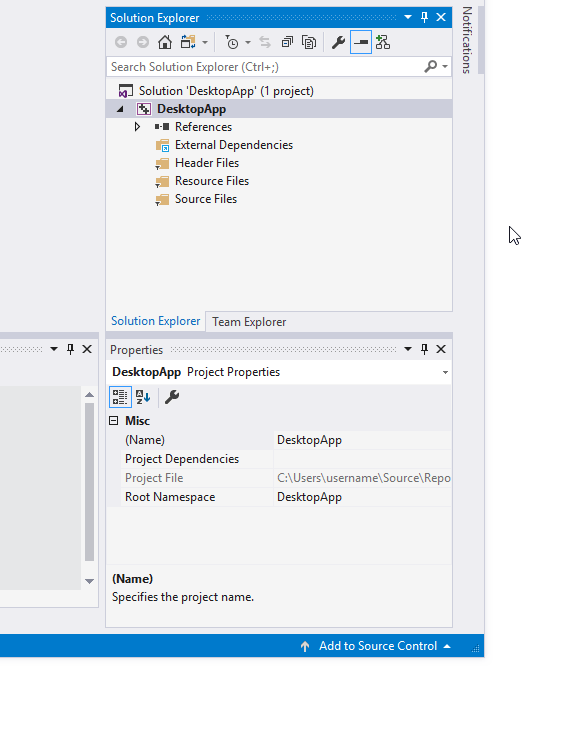 Solution Explorer
Notifications
Search Solution Explorer (Ctrl+;)
Solution 'DesktopApp' (1 project)
DesktopApp
References
External Dependencies
Header Files
Resource Files
Source Files
Solution Explorer Team Explorer
Properties
DesktopApp Project Properties
Misc
(Name) DesktopApp
Project Dependencies
Project File C:\Users\username\Source\Repo
Root Namespace DesktopApp
(Name)
Specifies the project name.
Add to Source Control